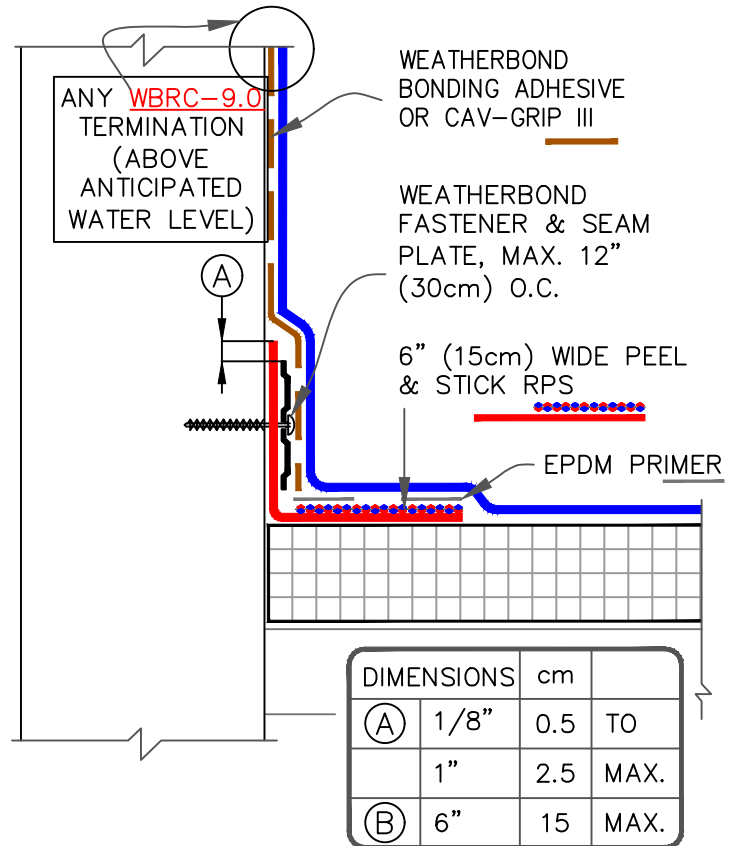 WEATHERBOND
BONDING ADHESIVE
OR CAV-GRIP III
ANY WBRC-9.0
TERMINATION
(ABOVE
ANTICIPATED
WATER LEVEL)
WEATHERBOND
FASTENER & SEAM
PLATE, MAX. 12”
(30cm) O.C.
A
6” (15cm) WIDE PEEL
& STICK RPS
EPDM PRIMER
DIMENSIONS cm
A 1/8” 0.5 TO
1” 2.5 MAX.
B 6” 15 MAX.